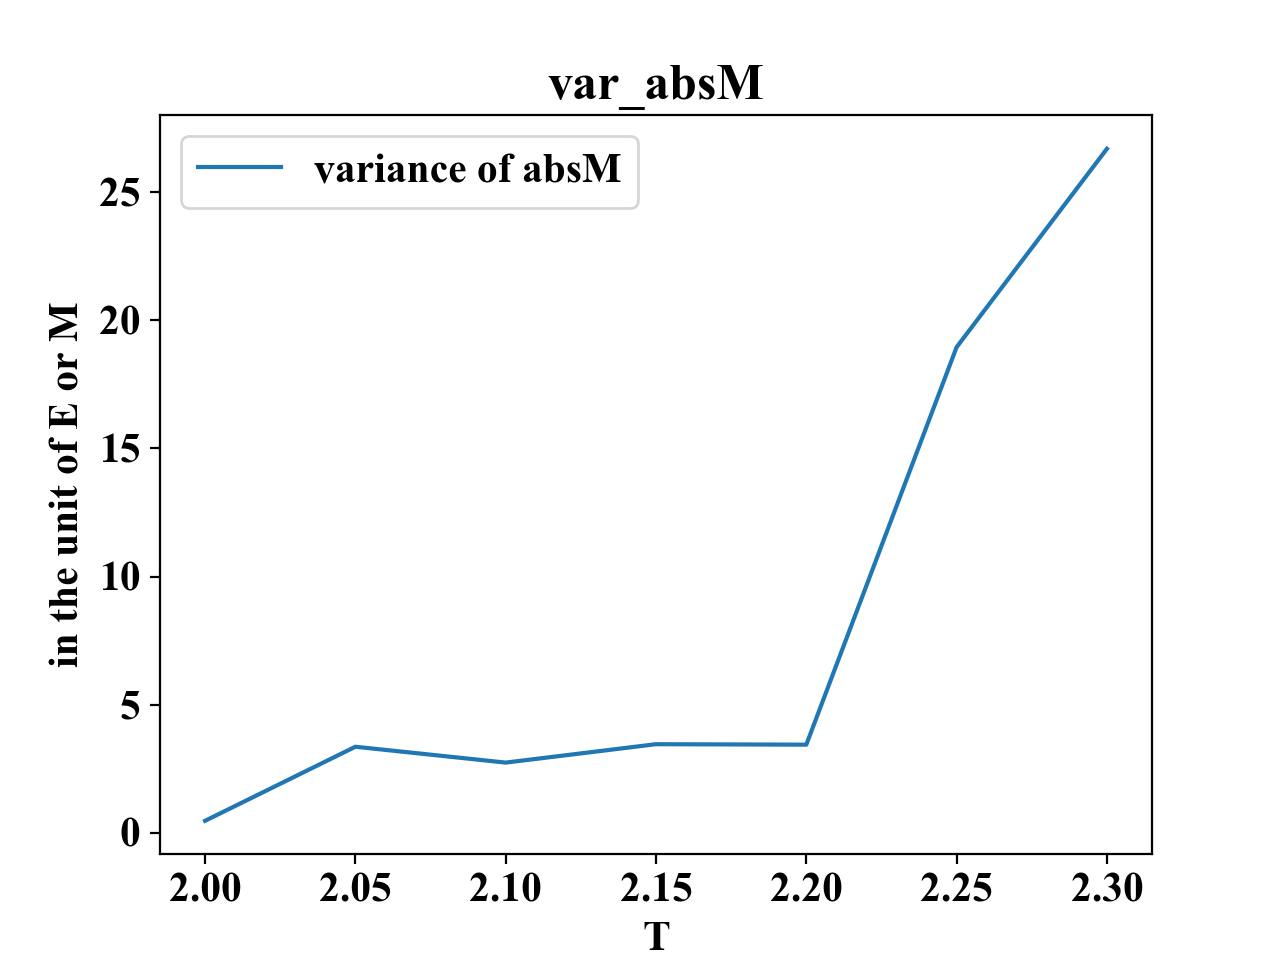 var_absM
variance of absM
in the unit of E or M
25
20
15
10
5
0
2.00 2.05 2.10 2.15 2.20 2.25 2.30
T